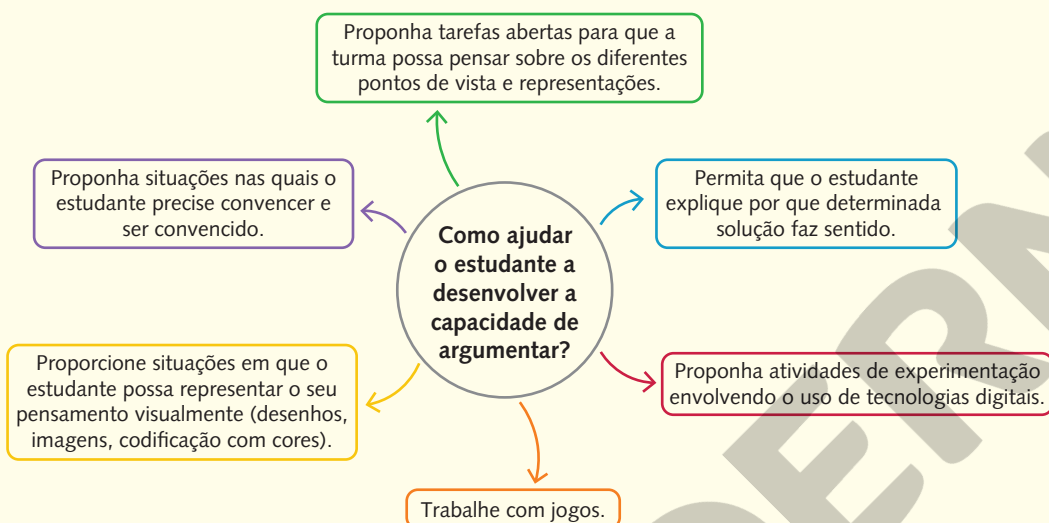 Proponha tarefas abertas para que a
turma possa pensar sobre os diferentes
pontos de vista e representações.
Proponha situações nas quais o
estudante precise convencer e
ser convencido.
Permita que o estudante
explique por que determinada
solução faz sentido.
Como ajudar
o estudante a
desenvolver a
capacidade de
argumentar?
Proporcione situações em que o
estudante possa representar o seu
pensamento visualmente (desenhos,
imagens, codificação com cores).
Proponha atividades de experimentação
envolvendo o uso de tecnologias digitais.
Trabalhe com jogos.